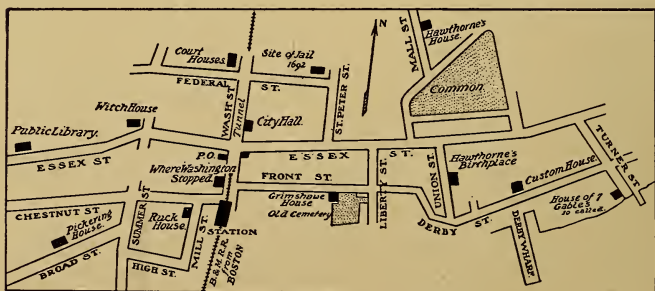 Court
Houses.
Site of Jail
1692
N
MALL ST.
Hawthorne's
House.
FEDERAL
ST.
WASH ST
Tunnel
ST. PETER ST.
Common.
Witch House
City Hall.
Public Library.
ESSEX ST
P.O.
ESSEX
ST.
TURNER ST
Where Washington
Stopped.
FRONT ST.
LIBERTY ST.
UNION ST.
Hawthorne's
Birthplace
Custom House.
CHESTNUT ST.
SUMMER ST
Ruck
House
MILL ST.
STATION
Grimshawe
House
Old Cemetery
DERBY
ST.
House of 7
Gables
so called.
Pickering
House.
BROAD ST.
HIGH ST.
B. & M. R.R.
from
BOSTON
DERBY WHARF.